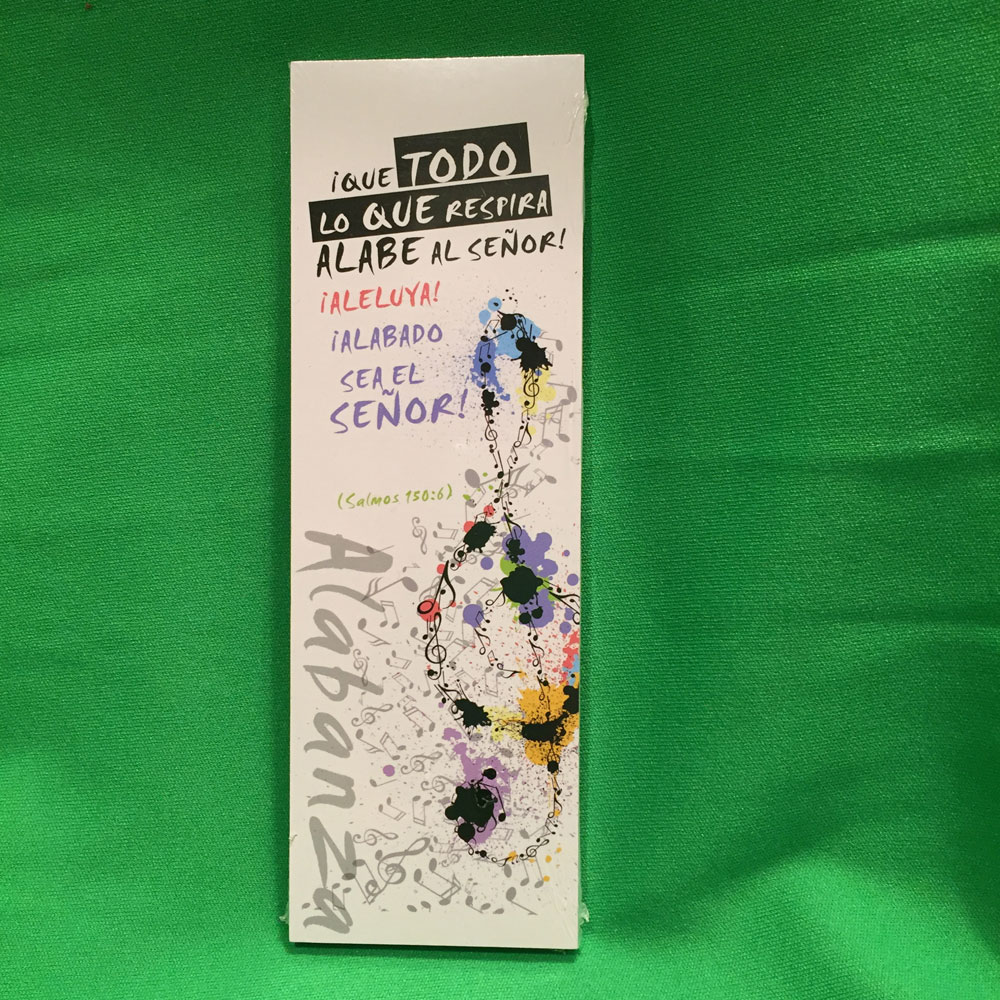 ¡QUE TODO
LO QUE RESPIRA
ALABE AL SEÑOR!
¡ALELUYA!
¡ALABADO
SEA EL
SEÑOR!
(Salmos 150:6)
Alabanza